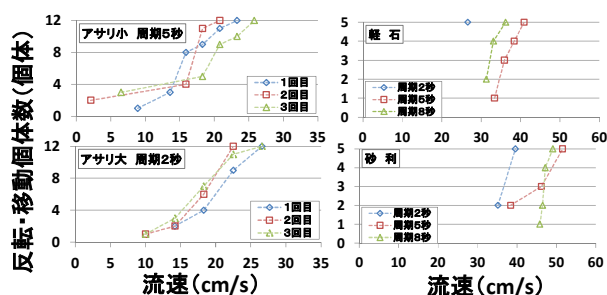 反転・移動個体数(個体)
アサリ小 周期5秒
12
8
4
0
1回目
2回目
3回目
0 5 10 15 20 25 30 35
アサリ大 周期2秒
12
8
4
0
1回目
2回目
3回目
0 5 10 15 20 25 30 35
流速(cm/s)
軽 石
5
4
3
2
1
0
周期2秒
周期5秒
周期8秒
0 10 20 30 40 50 60
砂 利
5
4
3
2
1
0
周期2秒
周期5秒
周期8秒
0 10 20 30 40 50 60
流速(cm/s)